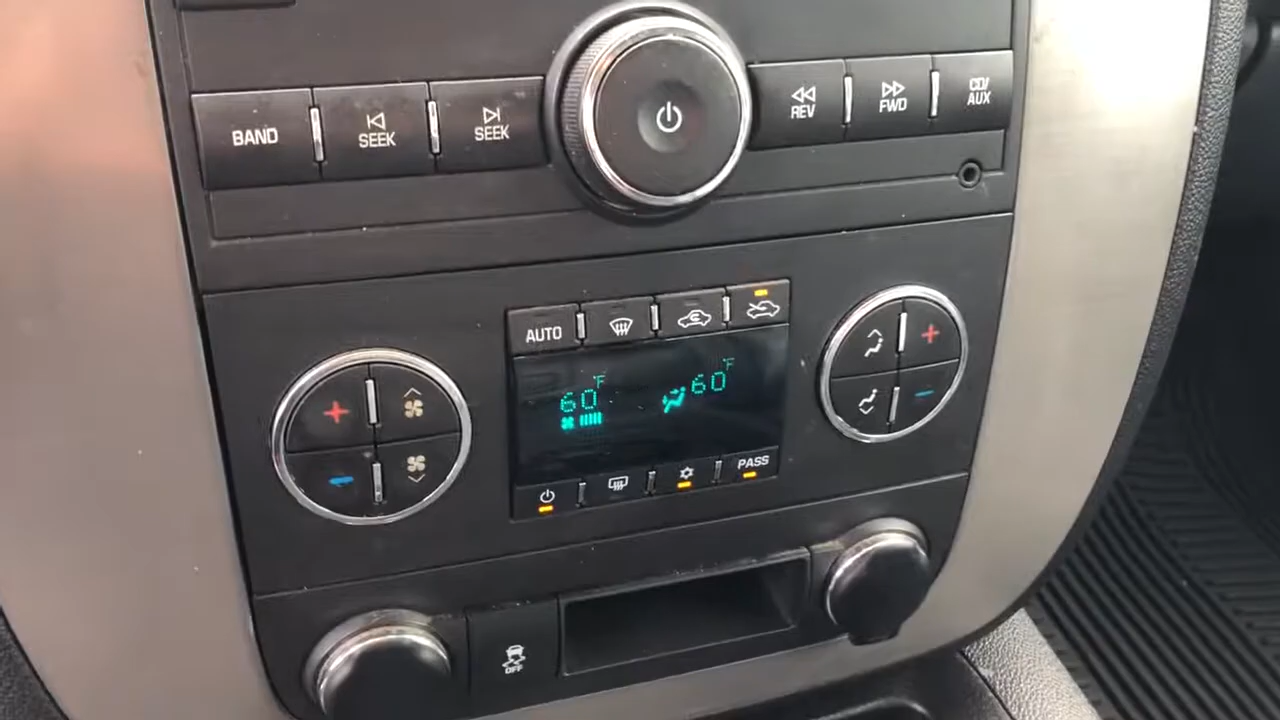 BAND
SEEK
SEEK
REV
FWD
CD/
AUX
AUTO
60°F
60°F
PASS
OFF